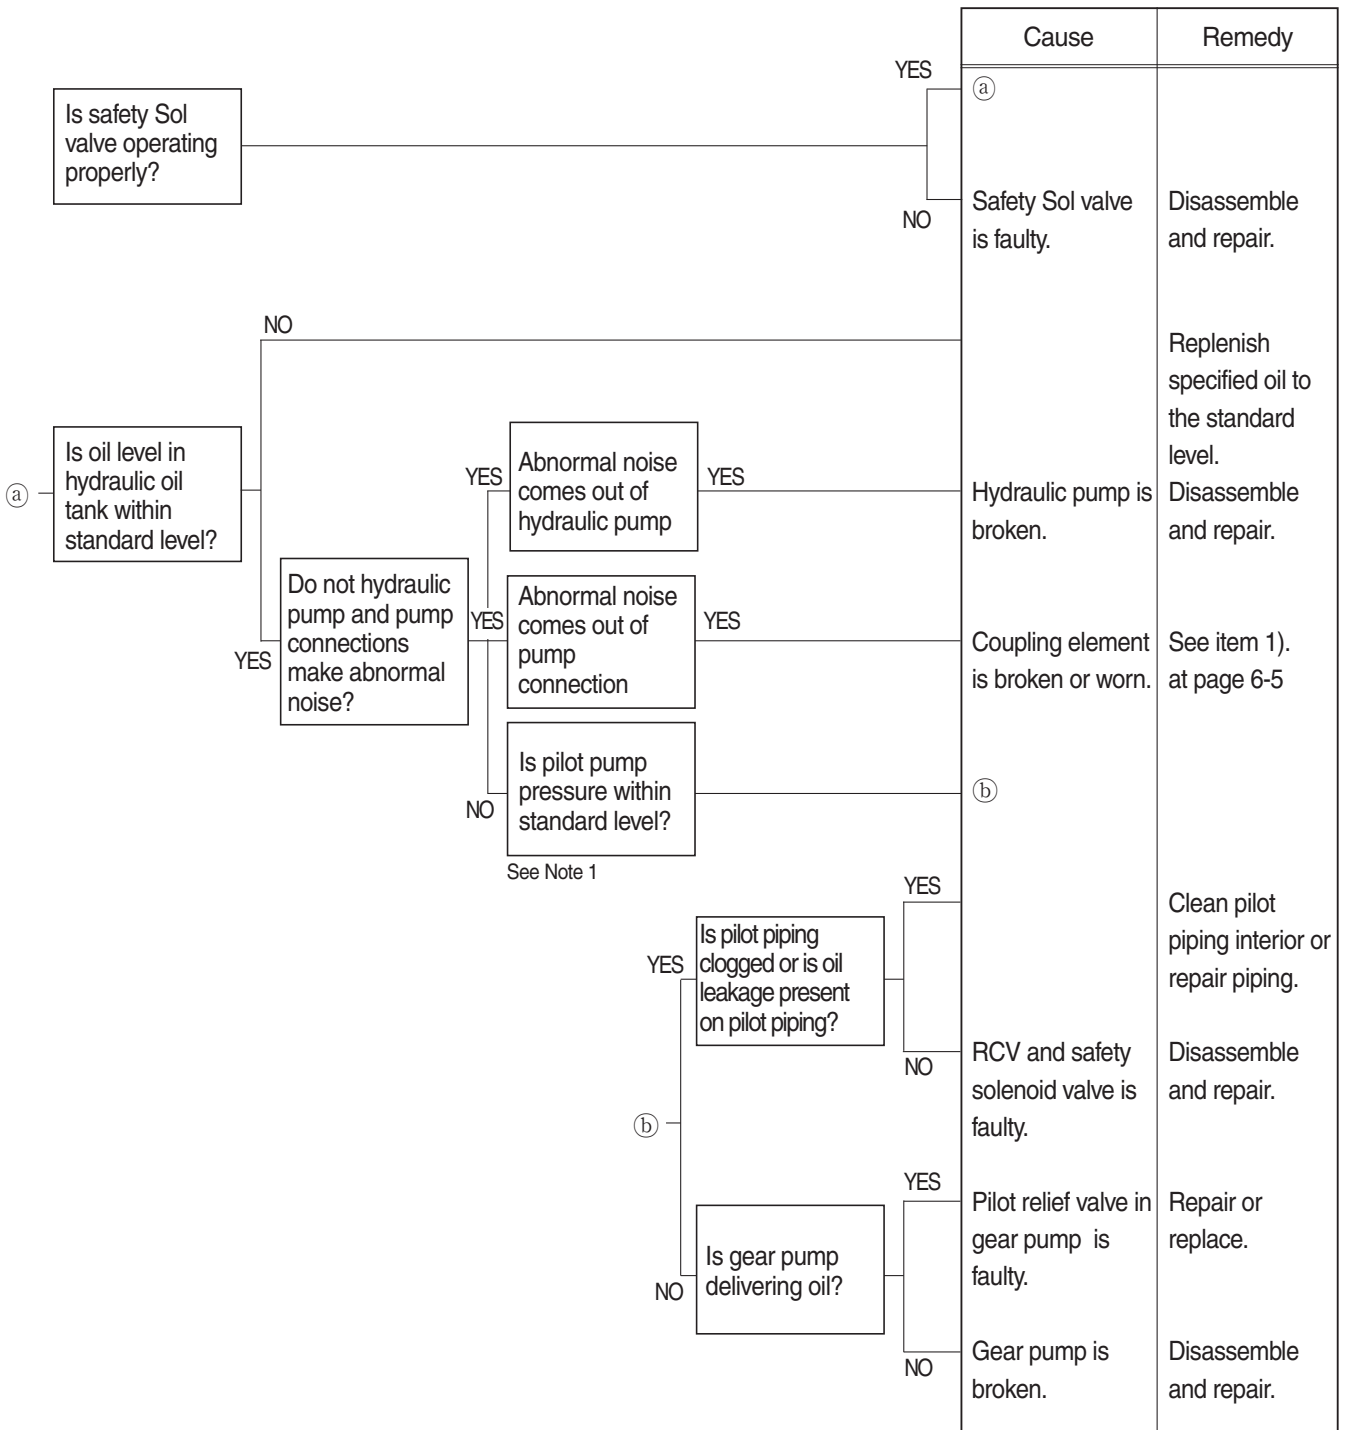 Cause
Remedy
YES
ⓐ
Is safety Sol
valve operating
properly?
Safety Sol valve
is faulty.
Disassemble
and repair.
NO
NO
Replenish
specified oil to
the standard
level.
ⓐ
Is oil level in
hydraulic oil
tank within
standard level?
YES
Do not hydraulic
pump and pump
connections
make abnormal
noise?
YES
Abnormal noise
comes out of
hydraulic pump
YES
Hydraulic pump is
broken.
Disassemble
and repair.
YES
Abnormal noise
comes out of
pump
connection
YES
Coupling element
is broken or worn.
See item 1).
at page 6-5
NO
Is pilot pump
pressure within
standard level?
ⓑ
See Note 1
ⓑ
YES
Is pilot piping
clogged or is oil
leakage present
on pilot piping?
YES
Clean pilot
piping interior or
repair piping.
NO
RCV and safety
solenoid valve is
faulty.
Disassemble
and repair.
NO
Is gear pump
delivering oil?
YES
Pilot relief valve in
gear pump is
faulty.
Repair or
replace.
NO
Gear pump is
broken.
Disassemble
and repair.